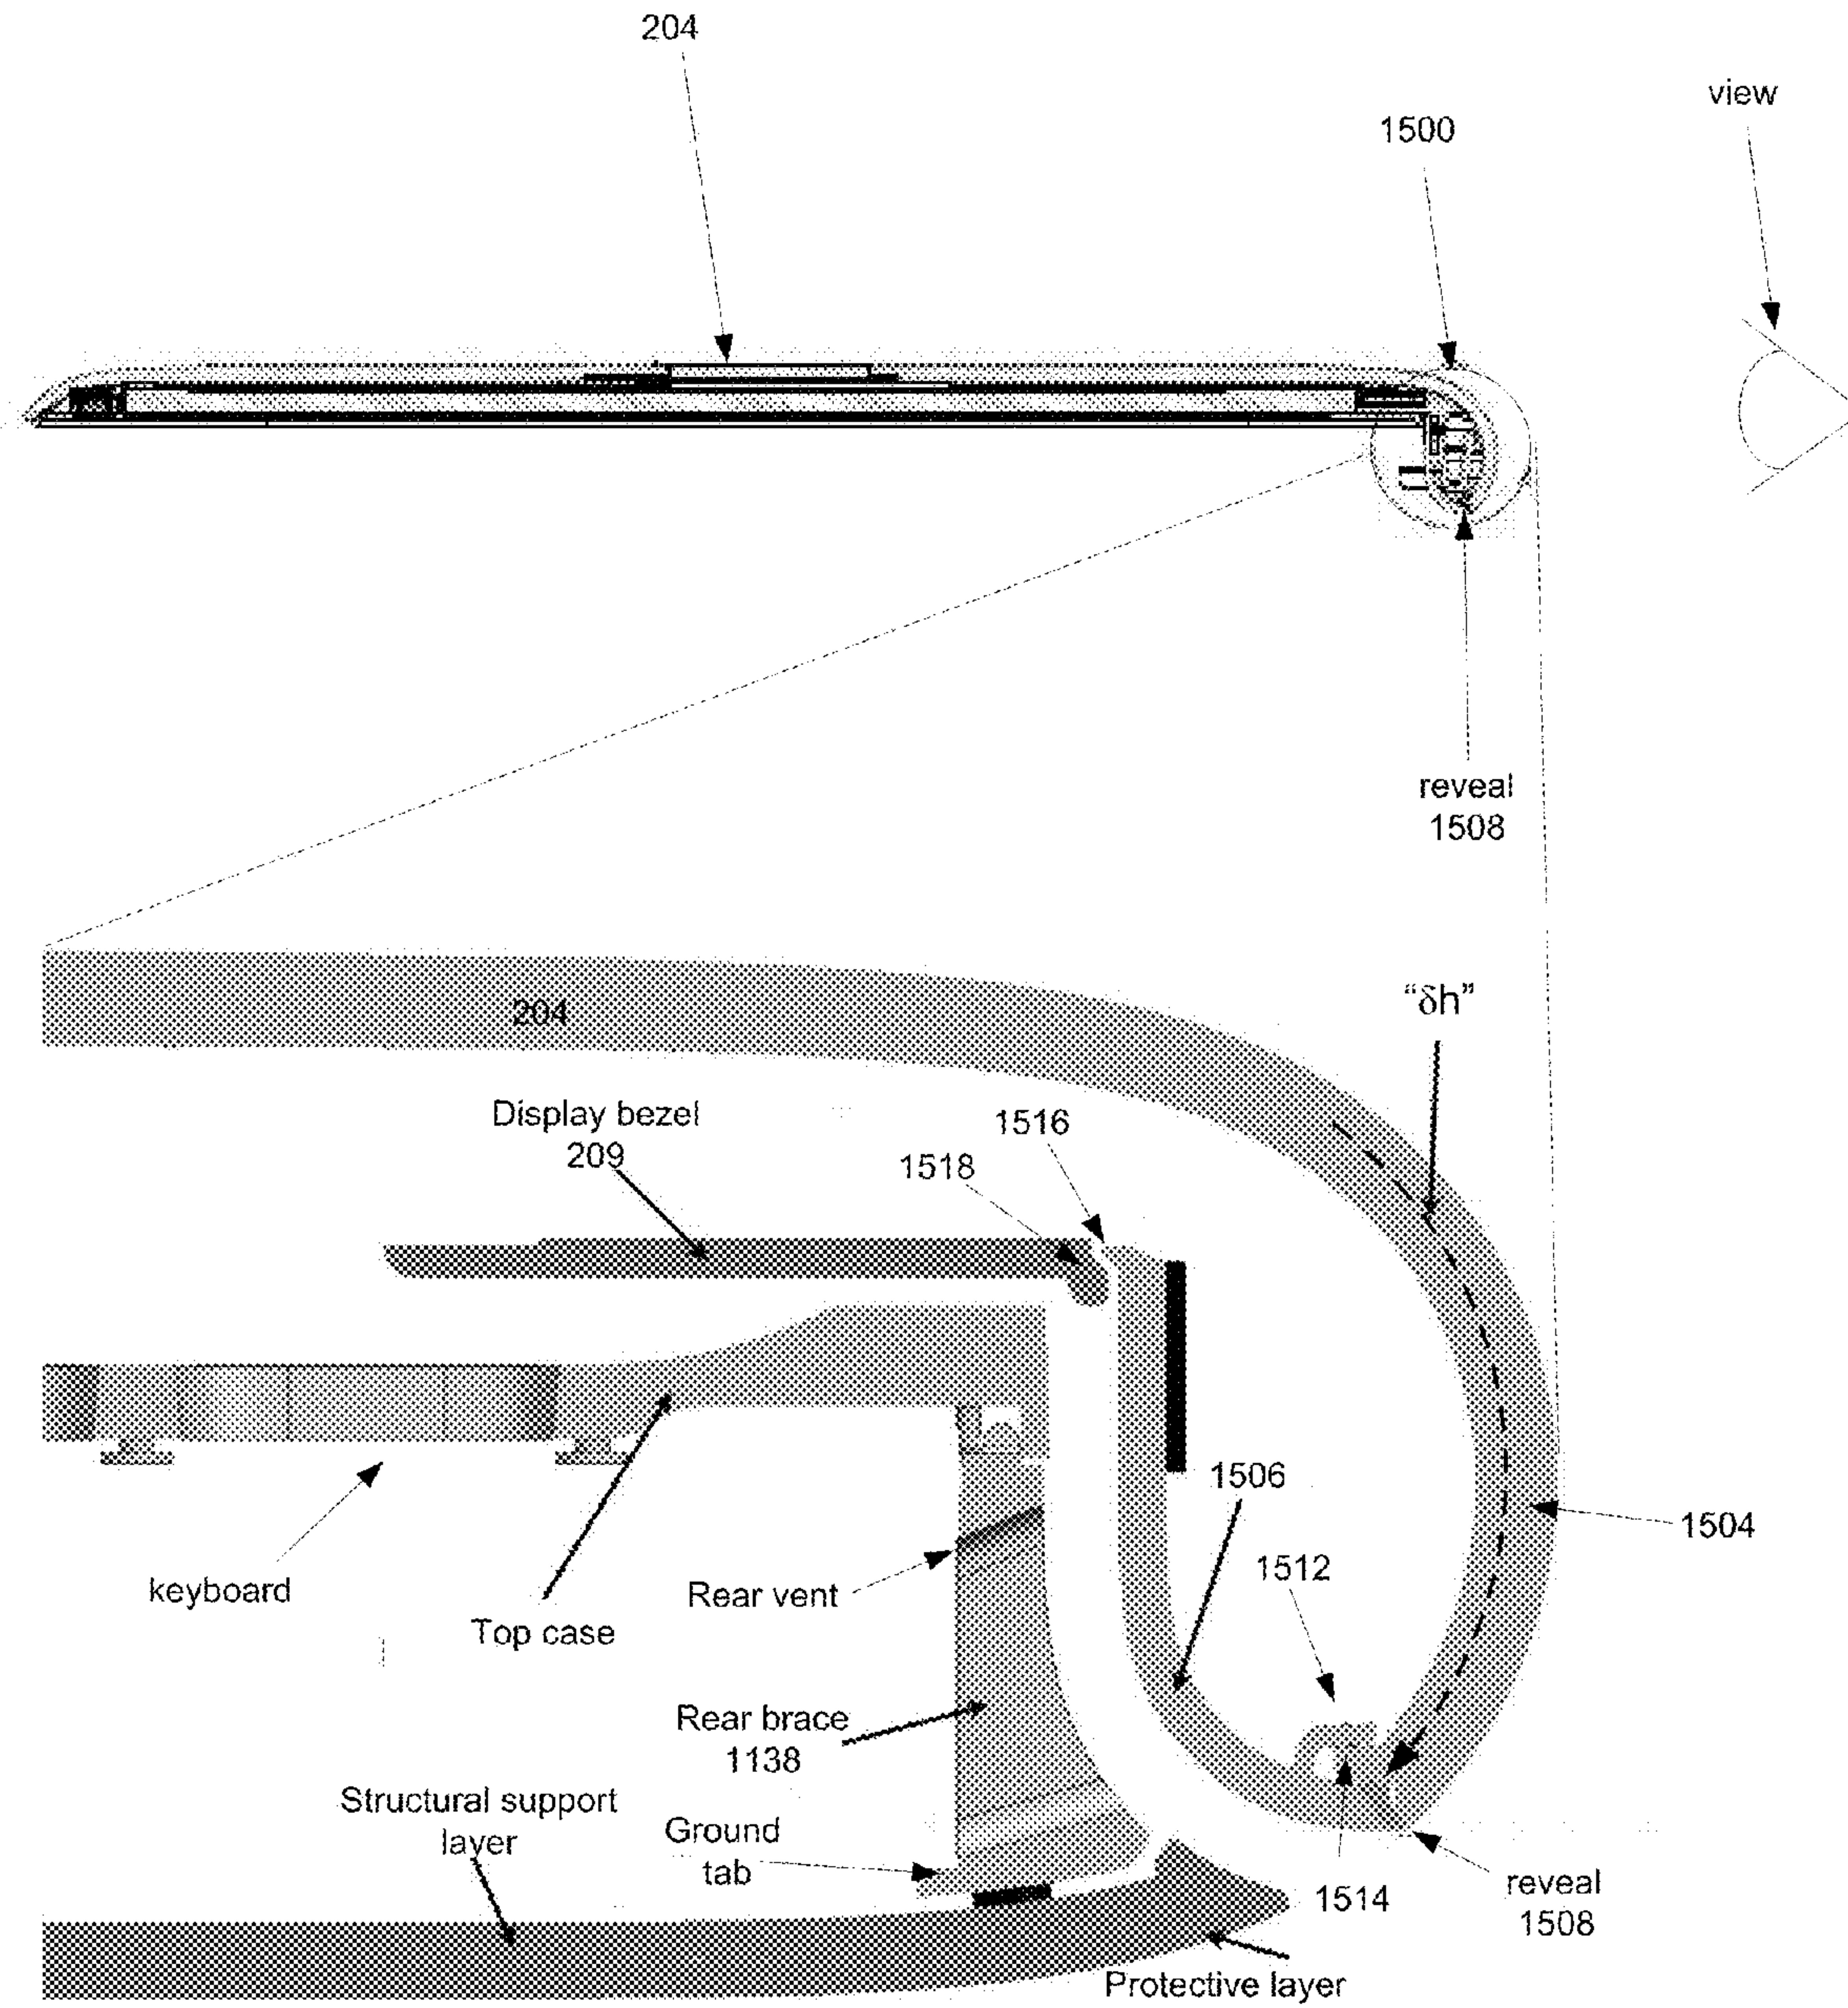 204
view
1500
reveal
1508
204
“δh”
Display bezel
209
1516
1518
1506
1504
1512
keyboard
Rear vent
Top case
Rear brace
1138
Structural support
layer
Ground
tab
1514
reveal
1508
Protective layer